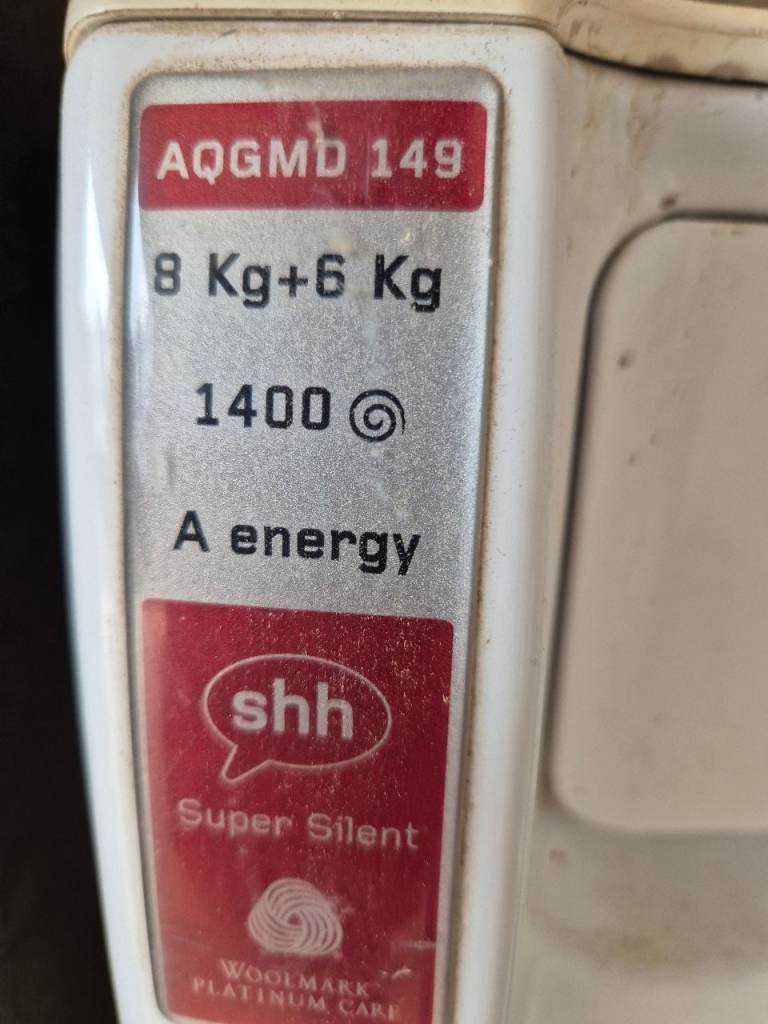 AQGMD 149
8 Kg+6 Kg
1400
A energy
shh
Super Silent
WOOLMARK
PLATINUM CARE